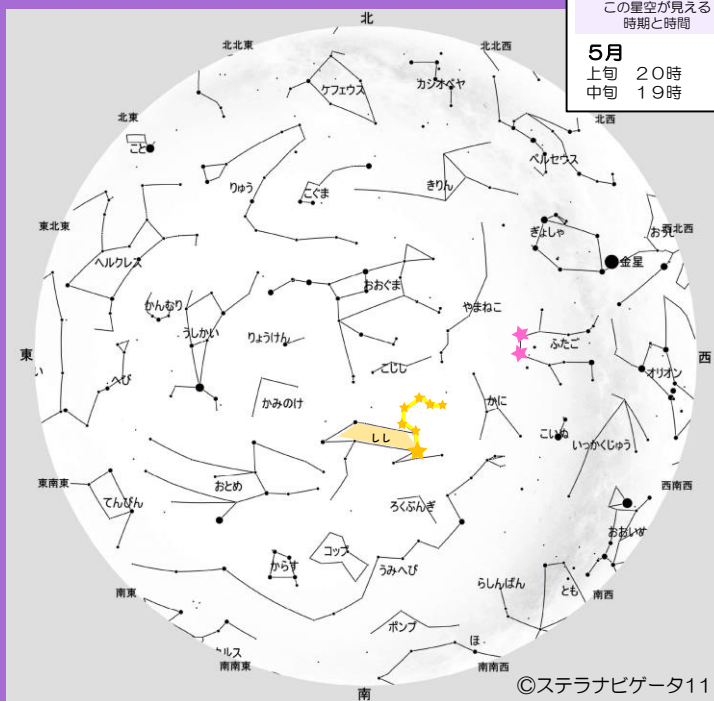 この星空が見える
時期と時間
5月
上旬 20時
中旬 19時
北
北北東
北北西
ケフェウス
カシオペヤ
北東
北西
こと
ペルセウス
りゅう
こぐま
きりん
東北東
ぎょしゃ
おうし
西北西
ヘルクレス
金星
おおぐま
かんむり
やまねこ
うしかい
りょうけん
ふたご
東
西
こじし
へび
オリオン
かみのけ
かに
しし
こいぬ
いっかくじゅう
東南東
おとめ
西南西
てんびん
ろくぶんぎ
おおいぬ
コップ
からす
うみへび
らしんばん
とも
南東
南西
ポンプ
ほ
南南東
南南西
南
©ステラナビゲータ11